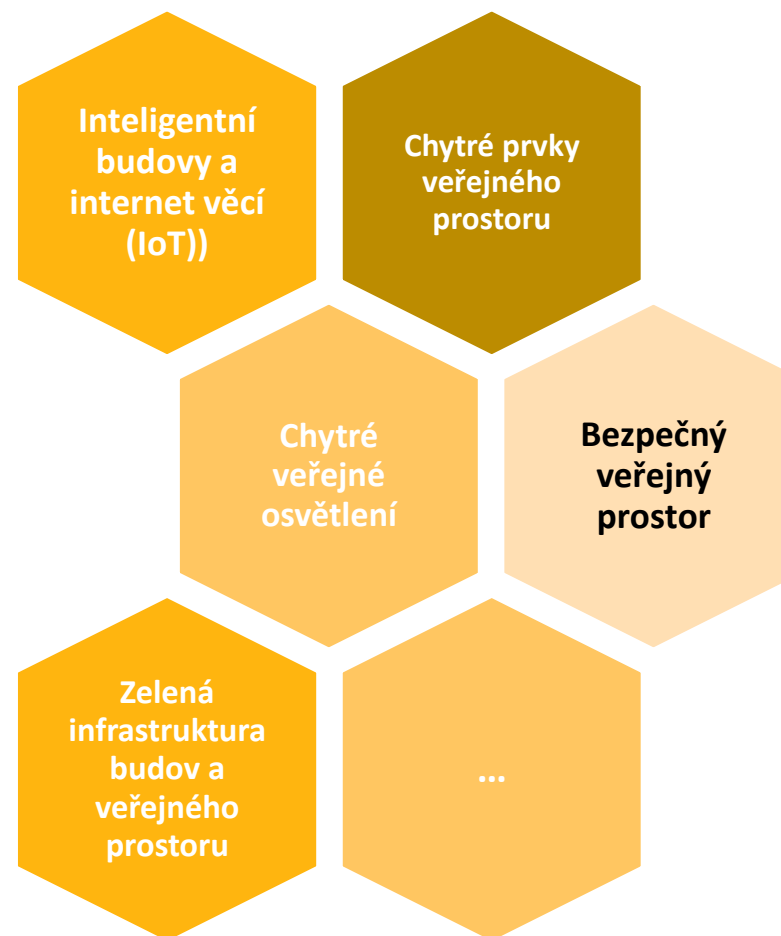 Inteligentní
budovy a
internet věcí
(IoT))
Chytré prvky
veřejného
prostoru
Chytré
veřejné
osvětlení
Bezpečný
veřejný
prostor
Zelená
infrastruktura
budov a
veřejného
prostoru
...